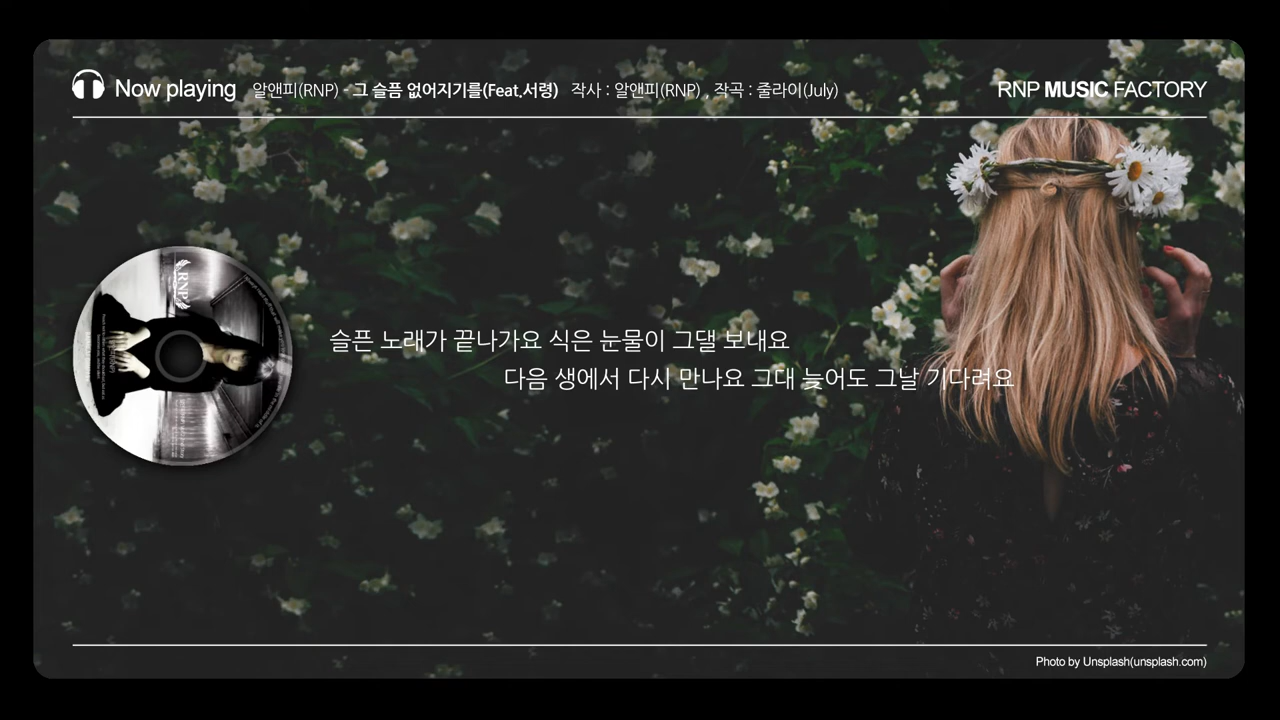 Now playing 알앤피(RNP) - 그 슬픔 없어지기를(Feat.서령) 작사 : 알앤피(RNP) , 작곡 : 줄라이(July)
RNP MUSIC FACTORY
RNP
슬픈 노래가 끝나가요 식은 눈물이 그댈 보내요
다음 생에서 다시 만나요 그대 늦어도 그날 기다려요
Photo by Unsplash(unsplash.com)